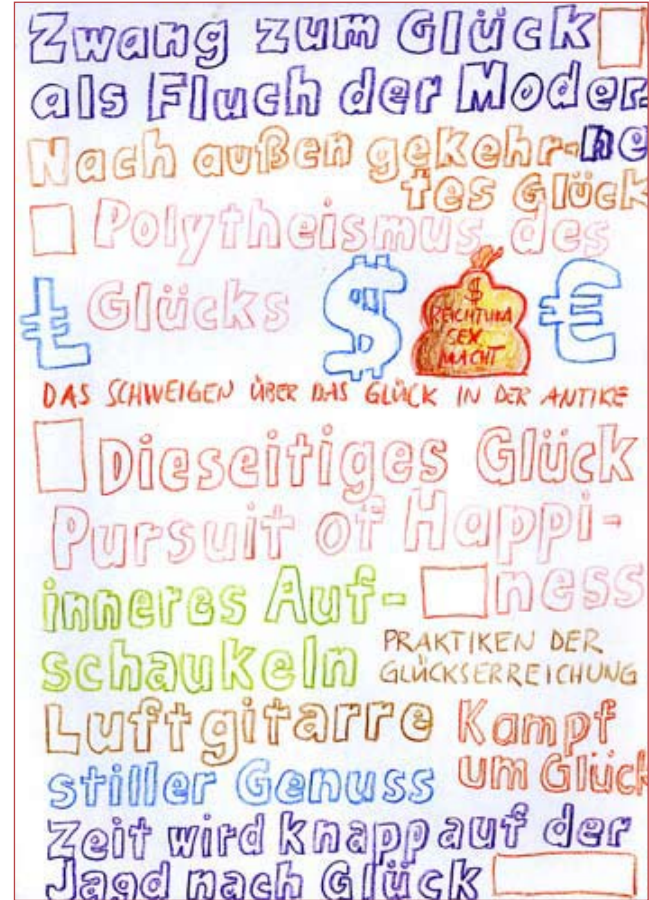 Zwang zum Glück
als Fluch der Moder-
Nach außen gekehr-ne
tes Glück
Polytheismus des
Ł Glücks $ € 
$
REICHTUM
SEX
MACHT
DAS SCHWEIGEN ÜBER DAS GLÜCK IN DER ANTIKE
Dieseitiges Glück
Pursuit of Happi-
inneres Auf- ness
schaukeln
PRAKTIKEN DER
GLÜCKSERREICHUNG
Luftgitarre Kampf
stiller Genuss um Glück
Zeit wird knapp auf der
Jagd nach Glück